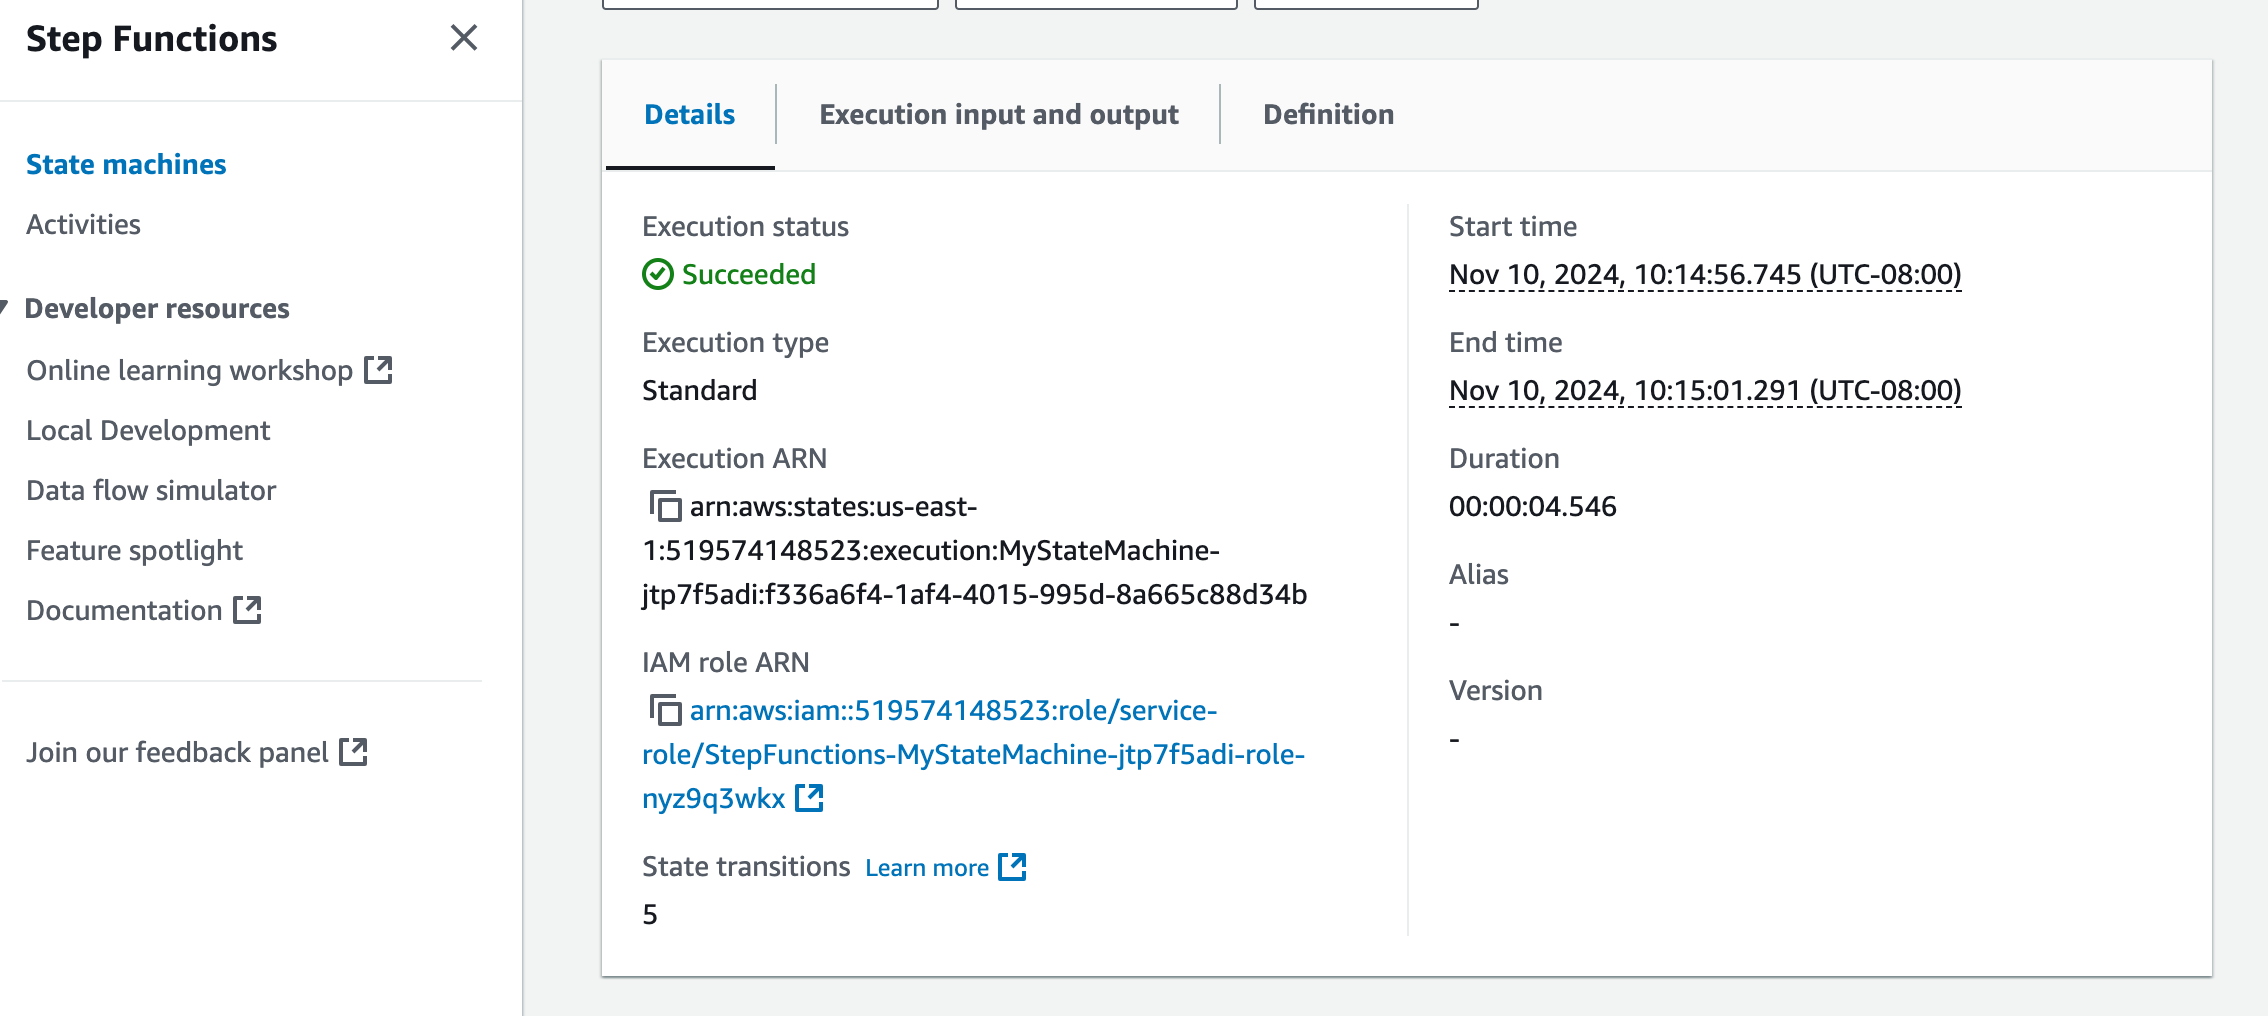 Step Functions
State machines
Activities
Developer resources
Online learning workshop
Local Development
Data flow simulator
Feature spotlight
Documentation
Join our feedback panel
Details
Execution input and output
Definition
Execution status
Succeeded
Execution type
Standard
Execution ARN
arn:aws:states:us-east-
1:519574148523:execution:MyStateMachine-
jtp7f5adi:f336a6f4-1af4-4015-995d-8a665c88d34b
IAM role ARN
arn:aws:iam::519574148523:role/service-
role/StepFunctions-MyStateMachine-jtp7f5adi-role-
nyz9q3wkx
State transitions Learn more
5
Start time
Nov 10, 2024, 10:14:56.745 (UTC-08:00)
End time
Nov 10, 2024, 10:15:01.291 (UTC-08:00)
Duration
00:00:04.546
Alias
-
Version
-